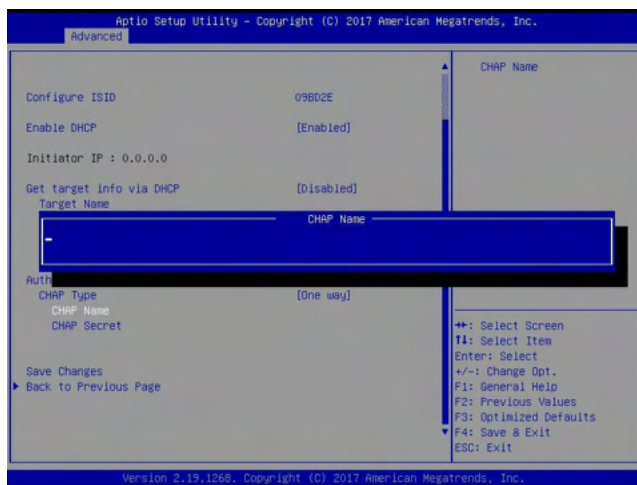 Aptio Setup Utility – Copyright (C) 2017 American Megatrends, Inc.
Advanced
CHAP Name
Configure ISID 09BD2E
Enable DHCP [Enabled]
Initiator IP : 0.0.0.0
Get target info via DHCP [Disabled]
Target Name
CHAP Name
Auth
CHAP Type [One way]
CHAP Name
CHAP Secret
Save Changes
Back to Previous Page
: Select Screen
: Select Item
Enter: Select
+/-: Change Opt.
F1: General Help
F2: Previous Values
F3: Optimized Defaults
F4: Save & Exit
ESC: Exit
Version 2.19.1268. Copyright (C) 2017 American Megatrends, Inc.